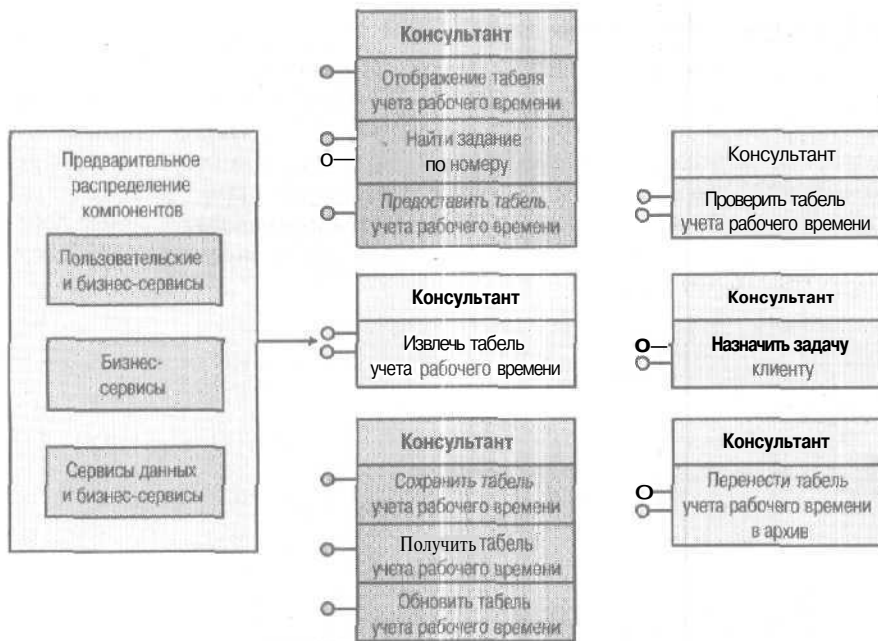 Предварительное
распределение
компонентов
Пользовательские
и бизнес-сервисы
Бизнес-
сервисы
Сервисы данных
и бизнес-сервисы
Консультант
Отображение табеля
учета рабочего времени
Найти задание
по номеру
Предоставить табель
учета рабочего времени
Консультант
Извлечь табель
учета рабочего времени
Консультант
Сохранить табель
учета рабочего времени
Получить табель
учета рабочего времени
Обновить табель
учета рабочего времени
Консультант
Проверить табель
учета рабочего времени
Консультант
Назначить задачу
клиенту
Консультант
Перенести табель
учета рабочего времени
в архив